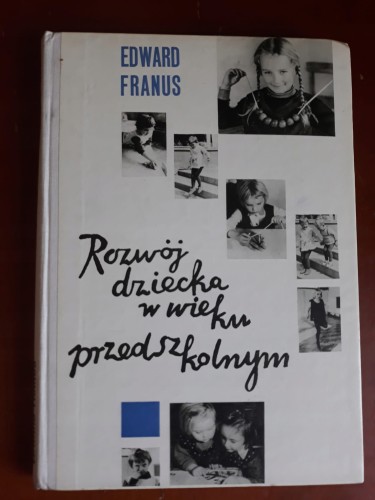 EDWARD
FRANUS
Rozwój
dziecka
w wieku
przedszkolnym